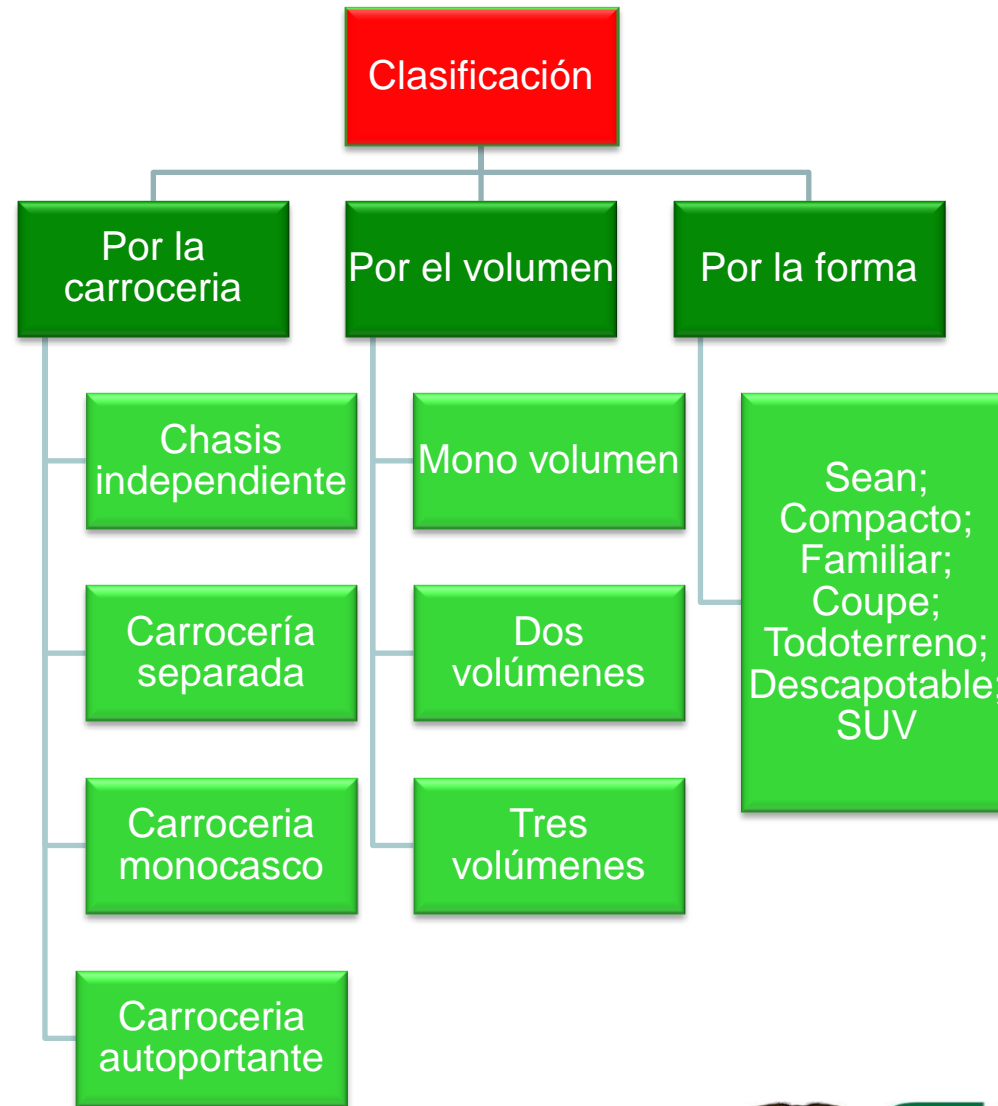 Clasificación
Por la
carroceria
Chasis
independiente
Carrocería
separada
Carroceria
monocasco
Carroceria
autoportante
Por el volumen
Mono volumen
Dos
volúmenes
Tres
volúmenes
Por la forma
Sean;
Compacto;
Familiar;
Coupe;
Todoterreno;
Descapotable;
SUV